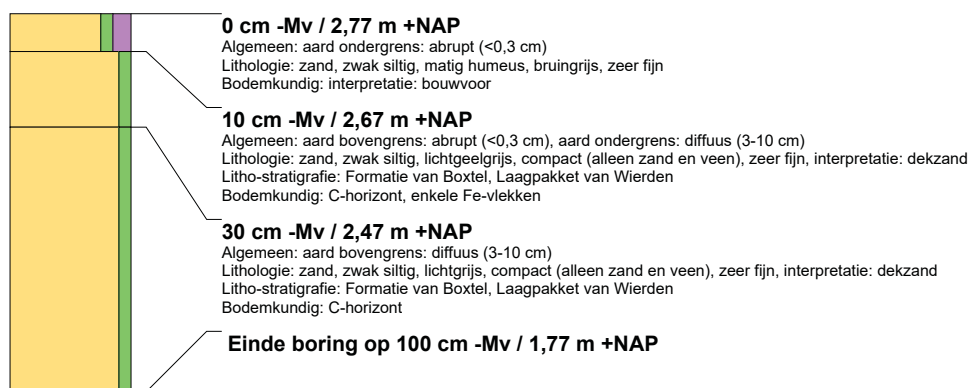 0 cm -Mv / 2,77 m +NAP
Algemeen: aard ondergrens: abrupt (<0,3 cm)
Lithologie: zand, zwak siltig, matig humeus, bruingrijs, zeer fijn
Bodemkundig: interpretatie: bouwvoor
10 cm -Mv / 2,67 m +NAP
Algemeen: aard bovengrens: abrupt (<0,3 cm), aard ondergrens: diffuus (3-10 cm)
Lithologie: zand, zwak siltig, lichtgeelgrijs, compact (alleen zand en veen), zeer fijn, interpretatie: dekzand
Litho-stratigrafie: Formatie van Boxtel, Laagpakket van Wierden
Bodemkundig: C-horizont, enkele Fe-vlekken
30 cm -Mv / 2,47 m +NAP
Algemeen: aard bovengrens: diffuus (3-10 cm)
Lithologie: zand, zwak siltig, lichtgrijs, compact (alleen zand en veen), zeer fijn, interpretatie: dekzand
Litho-stratigrafie: Formatie van Boxtel, Laagpakket van Wierden
Bodemkundig: C-horizont
Einde boring op 100 cm -Mv / 1,77 m +NAP